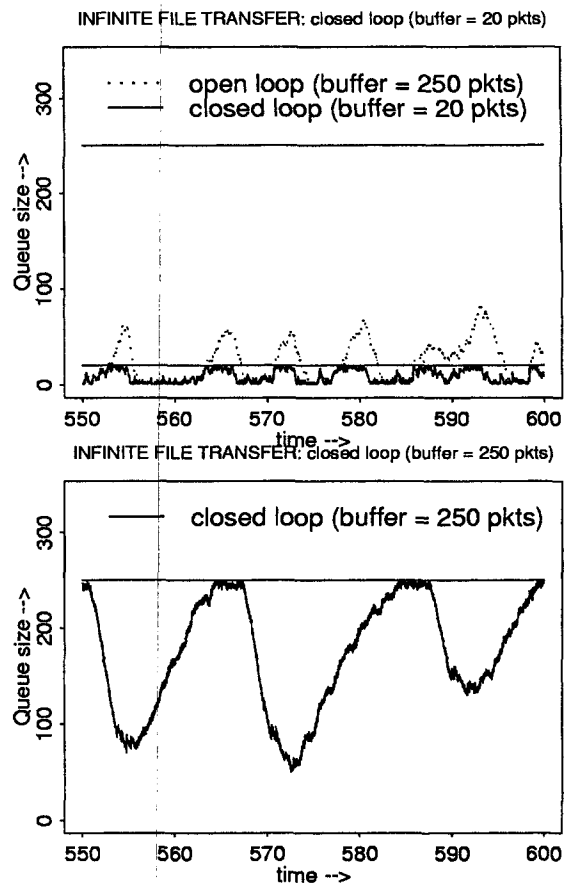 INFINITE FILE TRANSFER: closed loop (buffer = 20 pkts)
open loop (buffer = 250 pkts)
closed loop (buffer = 20 pkts)
Queue size -->
300
200
100
0
550 560 570 580 590 600
time -->
INFINITE FILE TRANSFER: closed loop (buffer = 250 pkts)
closed loop (buffer = 250 pkts)
Queue size -->
300
200
100
0
550 560 570 580 590 600
time -->